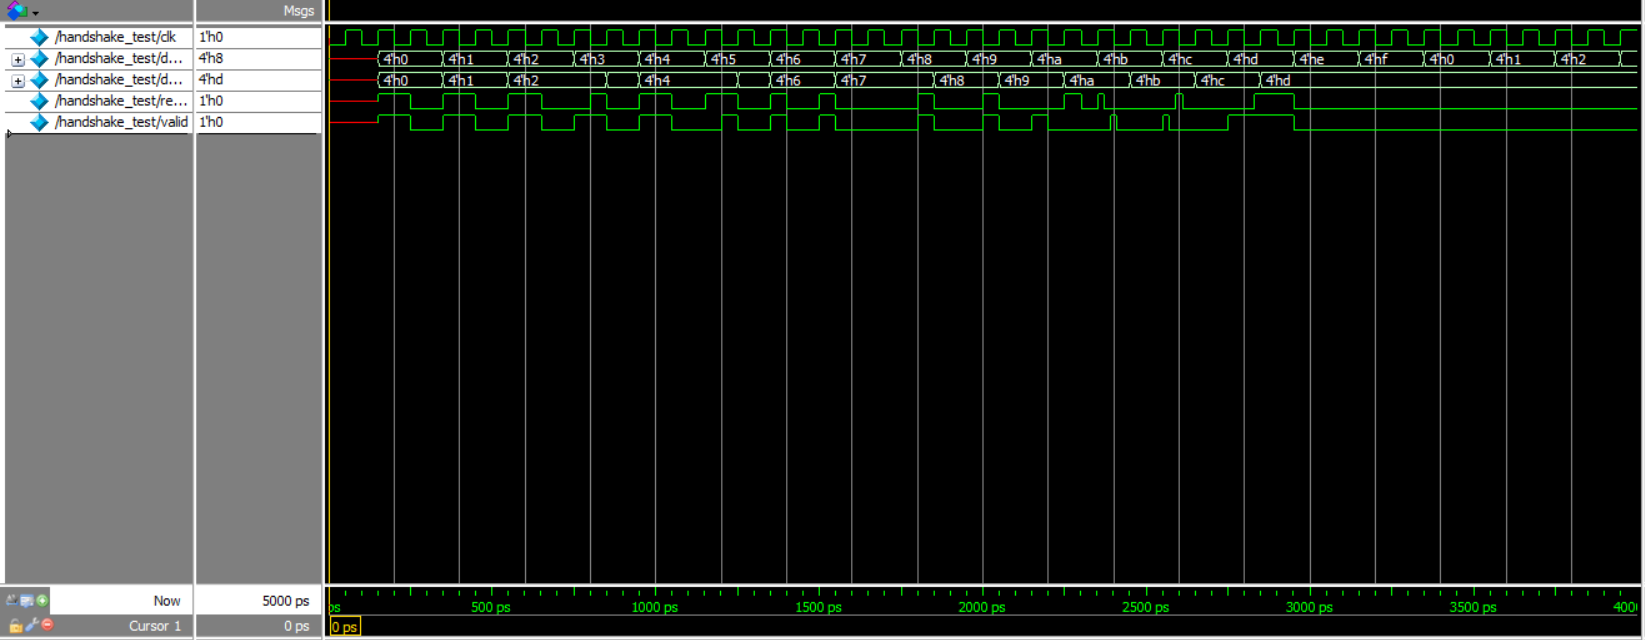 Msgs
/handshake_test/clk 1'h0
/handshake_test/d... 4'h8 4'h0 4'h1 4'h2 4'h3 4'h4 4'h5 4'h6 4'h7 4'h8 4'h9 4'ha 4'hb 4'hc 4'hd 4'he 4'hf 4'h0 4'h1 4'h2
/handshake_test/d... 4'hd 4'h0 4'h1 4'h2 4'h4 4'h6 4'h7 4'h8 4'h9 4'ha 4'hb 4'hc 4'hd
/handshake_test/re... 1'h0
/handshake_test/valid 1'h0
Now 5000 ps ps 500 ps 1000 ps 1500 ps 2000 ps 2500 ps 3000 ps 3500 ps 400
Cursor 1 0 ps 0 ps